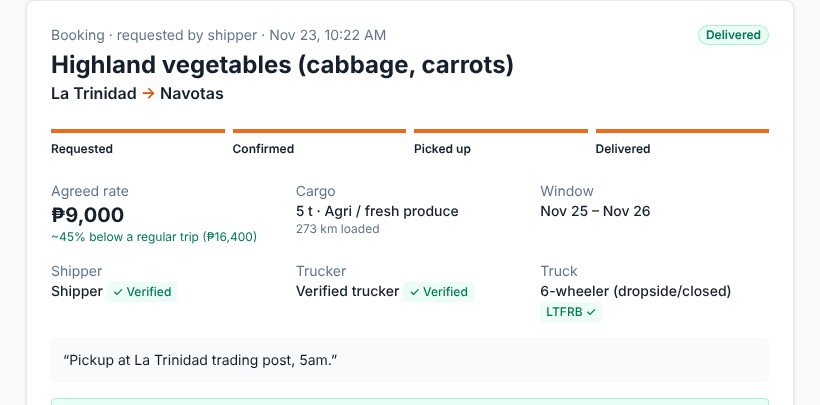 Booking · requested by shipper · Nov 23, 10:22 AM
Delivered
Highland vegetables (cabbage, carrots)
La Trinidad → Navotas
Requested
Confirmed
Picked up
Delivered
Agreed rate
₱9,000
~45% below a regular trip (₱16,400)
Cargo
5 t · Agri / fresh produce
273 km loaded
Window
Nov 25 – Nov 26
Shipper
Shipper ✓ Verified
Trucker
Verified trucker ✓ Verified
Truck
6-wheeler (dropside/closed)
LTFRB ✓
“Pickup at La Trinidad trading post, 5am.”